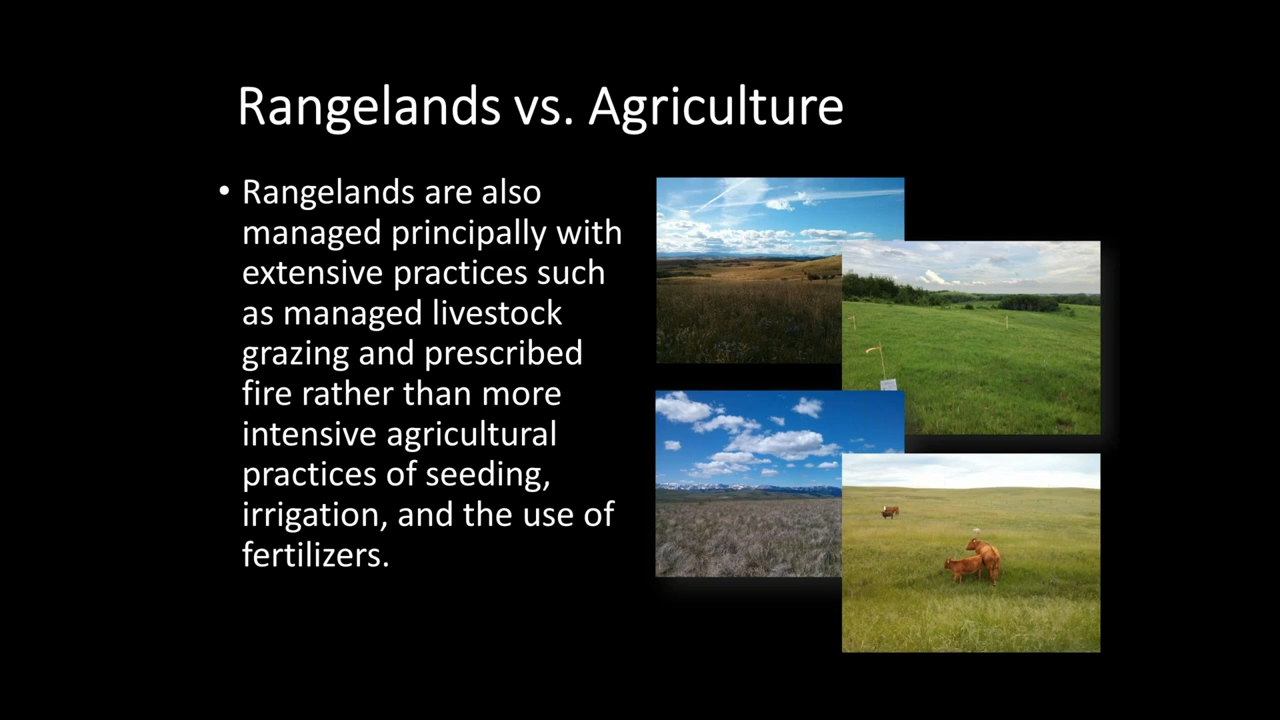 Rangelands vs. Agriculture
• Rangelands are also
managed principally with
extensive practices such
as managed livestock
grazing and prescribed
fire rather than more
intensive agricultural
practices of seeding,
irrigation, and the use of
fertilizers.